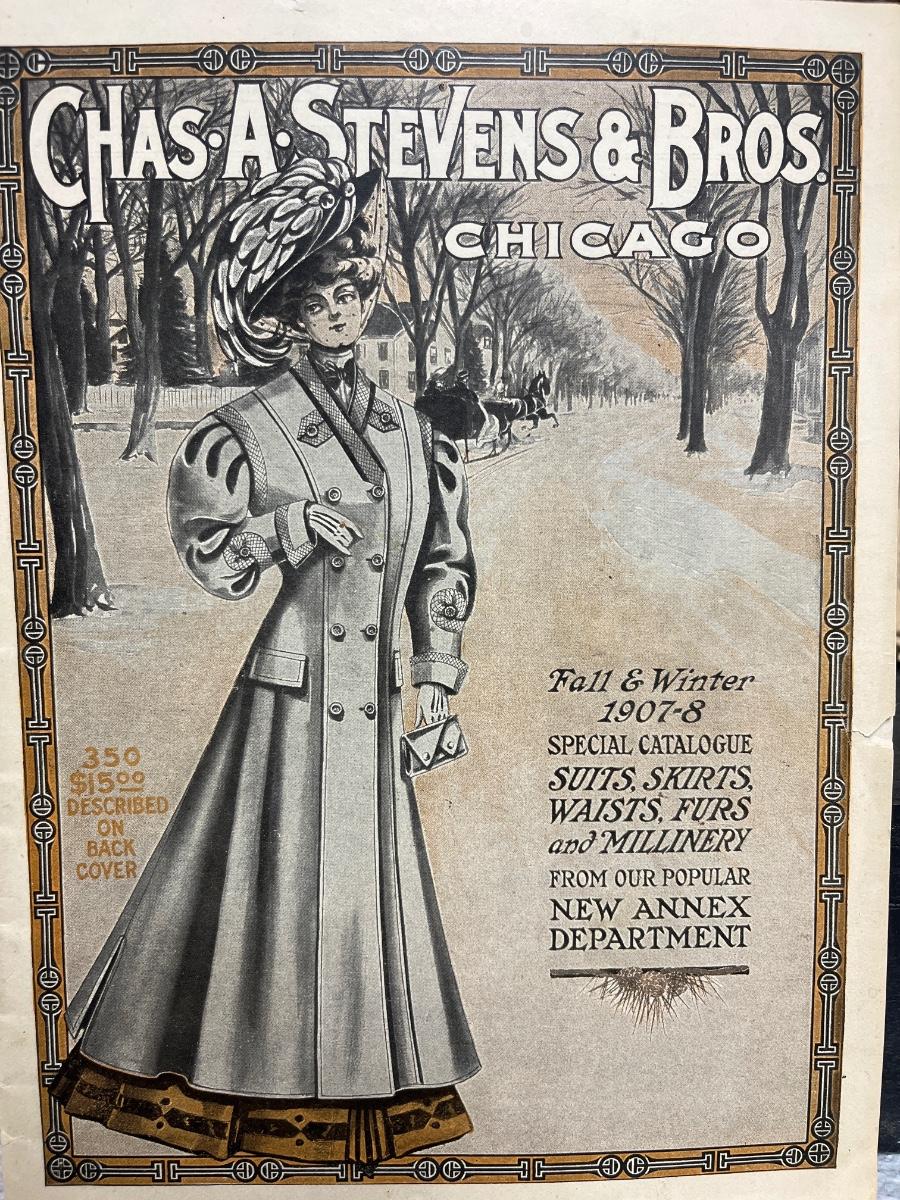 CHAS. A. STEVENS & BROS.
CHICAGO
Fall & Winter
1907-8
SPECIAL CATALOGUE
SUITS, SKIRTS,
WAISTS, FURS
and MILLINERY
FROM OUR POPULAR
NEW ANNEX
DEPARTMENT
350
$15.00
DESCRIBED
ON
BACK
COVER